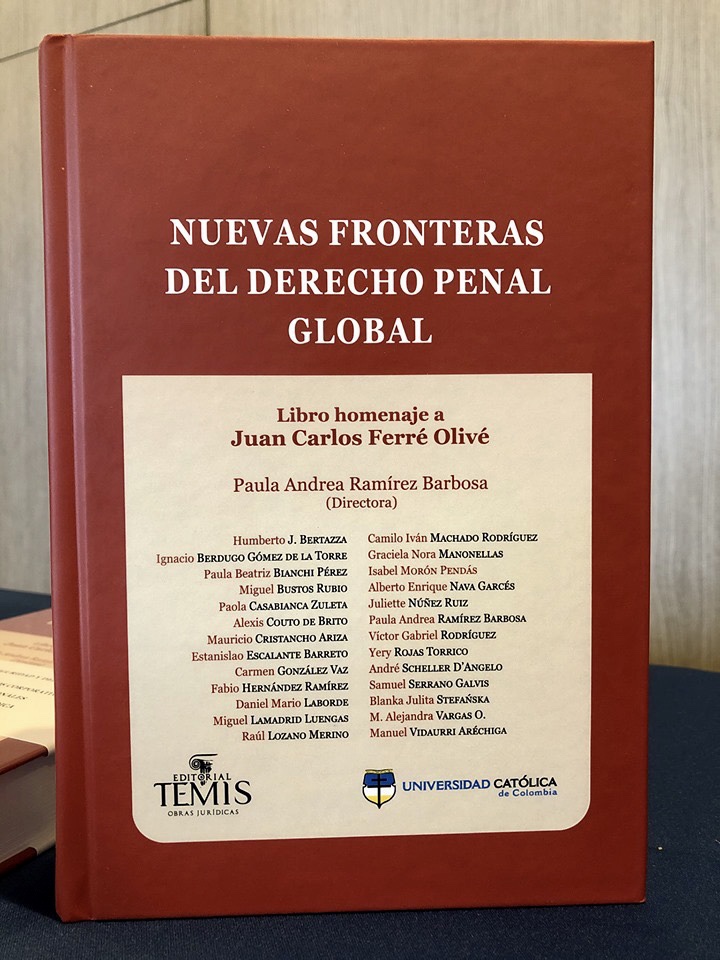 NUEVAS FRONTERAS
DEL DERECHO PENAL
GLOBAL
Libro homenaje a
Juan Carlos Ferré Olivé
Paula Andrea Ramírez Barbosa
(Directora)
Humberto J. BERTAZZA
Ignacio BERDUGO GÓMEZ DE LA TORRE
Paula Beatriz BIANCHI PÉREZ
Miguel BUSTOS RUBIO
Paola CASABIANCA ZULETA
Alexis COUTO DE BRITO
Mauricio CRISTANCHO ARIZA
Estanislao ESCALANTE BARRETO
Carmen GONZÁLEZ VAZ
Fabio HERNÁNDEZ RAMÍREZ
Daniel Mario LABORDE
Miguel LAMADRID LUENGAS
Raúl LOZANO MERINO
Camilo Iván MACHADO RODRÍGUEZ
Graciela Nora MANONELLAS
Isabel MORÓN PENDÁS
Alberto Enrique NAVA GARCÉS
Juliette NÚÑEZ RUIZ
Paula Andrea RAMÍREZ BARBOSA
Víctor Gabriel RODRÍGUEZ
Yery ROJAS TORRICO
André SCHELLER D'ANGELO
Samuel SERRANO GALVIS
Blanka Julita STEFAŃSKA
M. Alejandra VARGAS O.
Manuel VIDAURRI ARÉCHIGA
EDITORIAL
TEMIS
OBRAS JURÍDICAS
UNIVERSIDAD CATÓLICA
de Colombia